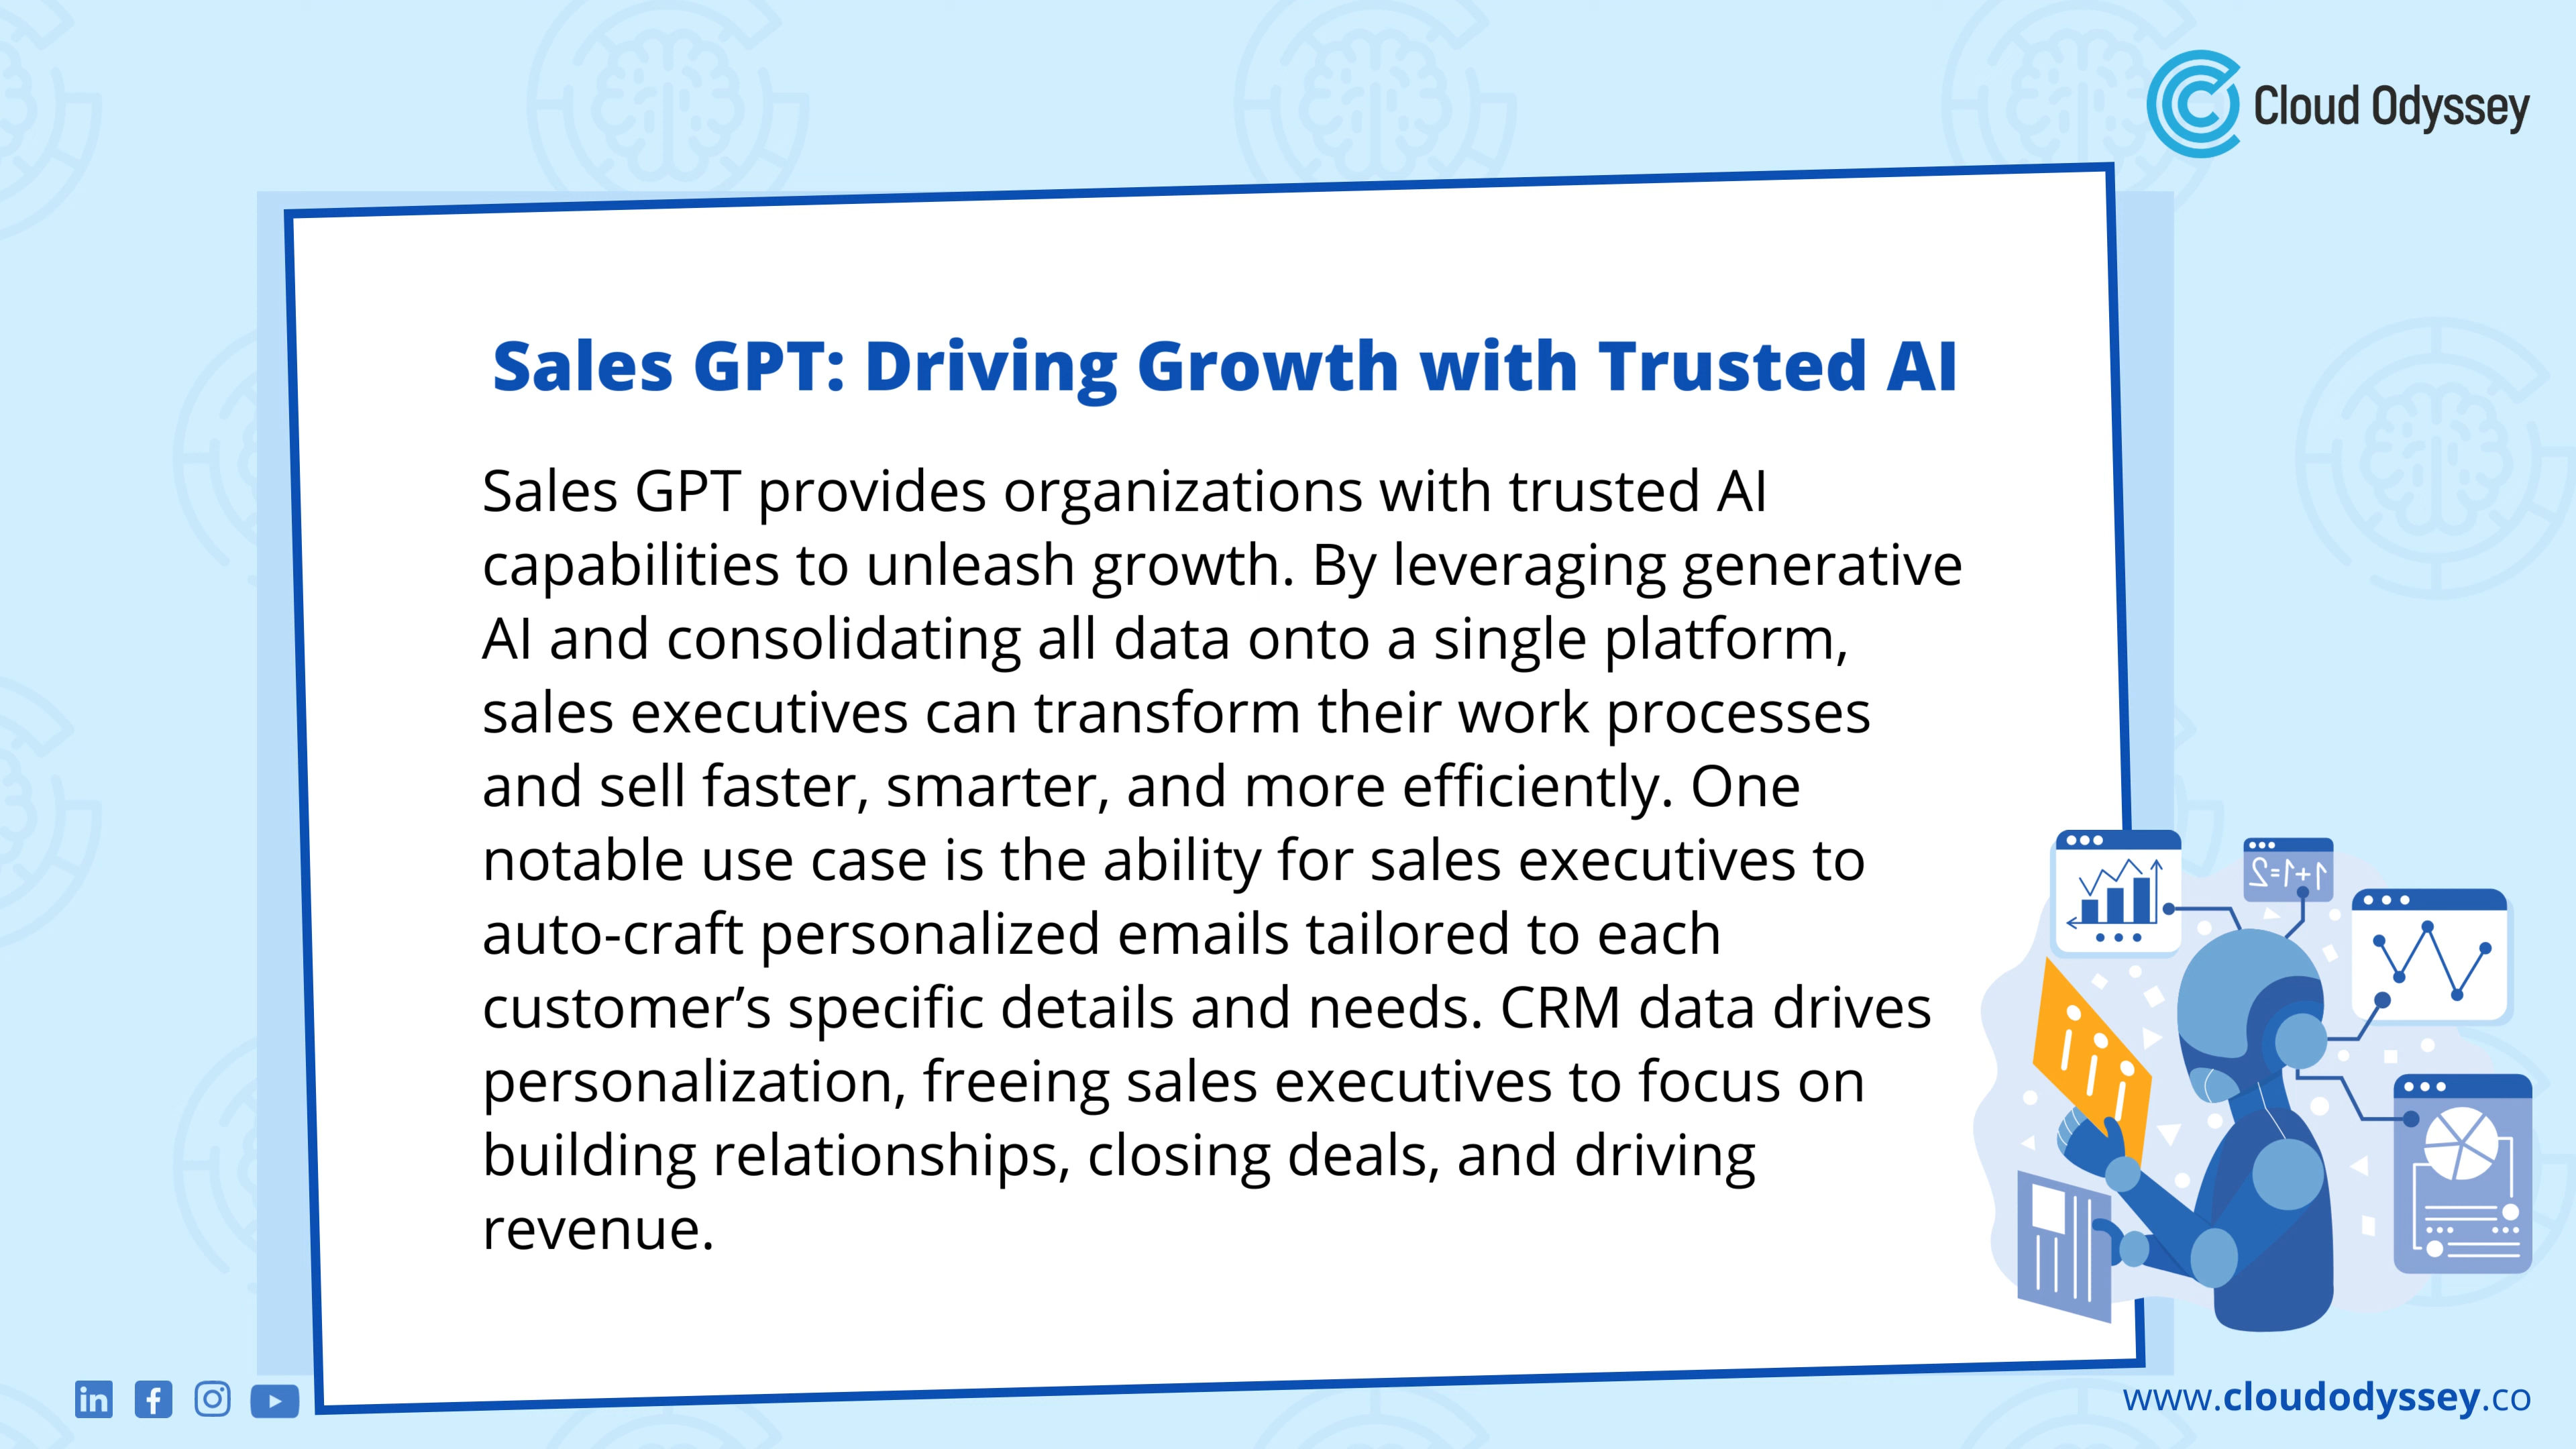 Cloud Odyssey
Sales GPT: Driving Growth with Trusted AI
Sales GPT provides organizations with trusted AI
capabilities to unleash growth. By leveraging generative
AI and consolidating all data onto a single platform,
sales executives can transform their work processes
and sell faster, smarter, and more efficiently. One
notable use case is the ability for sales executives to
auto-craft personalized emails tailored to each
customer’s specific details and needs. CRM data drives
personalization, freeing sales executives to focus on
building relationships, closing deals, and driving
revenue.
1+1=2
www.cloudodyssey.co